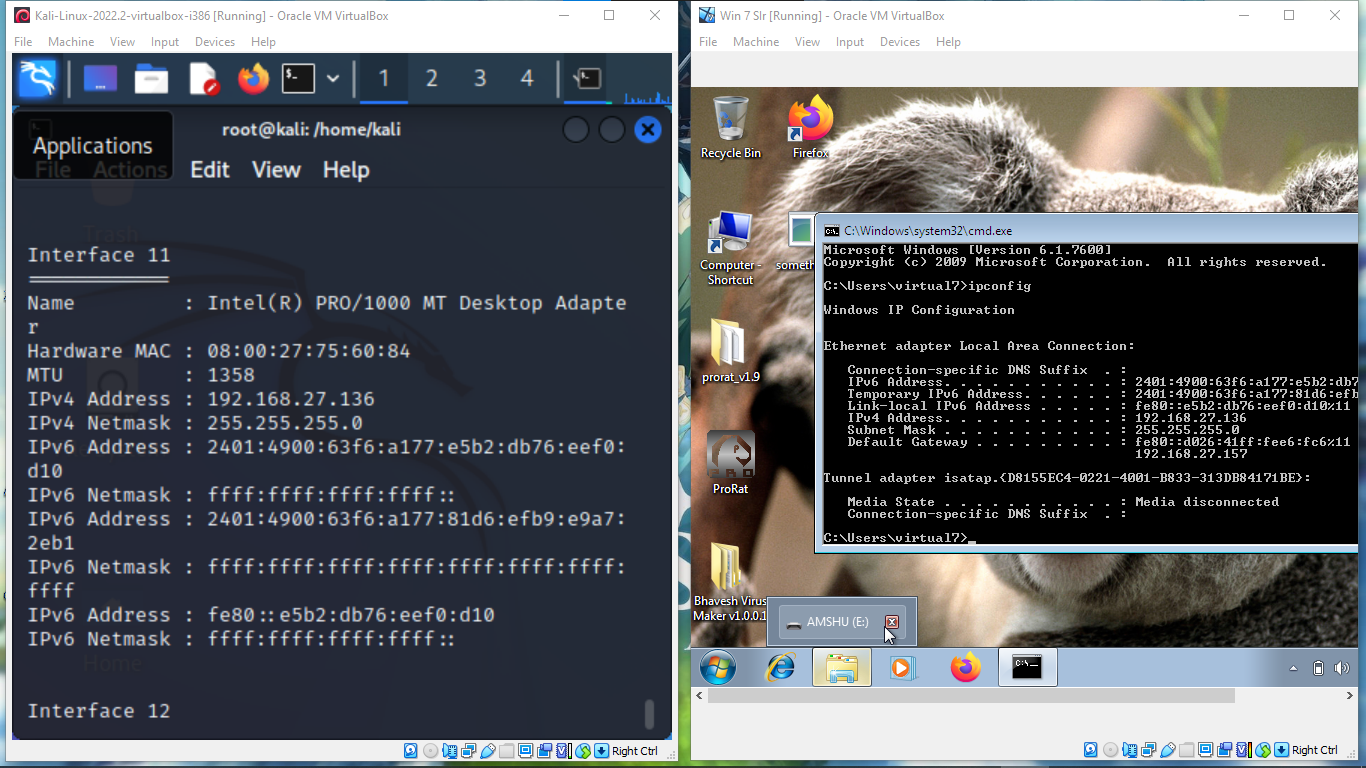 Kali-Linux-2022.2-virtualbox-i386 [Running] - Oracle VM VirtualBox
File Machine View Input Devices Help
1 2 3 4
root@kali: /home/kali
Applications
File Actions Edit View Help
Trash
Interface 11
============
Name : Intel(R) PRO/1000 MT Desktop Adapte
r
Hardware MAC : 08:00:27:75:60:84
MTU : 1358
IPv4 Address : 192.168.27.136
IPv4 Netmask : 255.255.255.0
IPv6 Address : 2401:4900:63f6:a177:e5b2:db76:eef0:
d10
IPv6 Netmask : ffff:ffff:ffff:ffff::
IPv6 Address : 2401:4900:63f6:a177:81d6:efb9:e9a7:
2eb1
IPv6 Netmask : ffff:ffff:ffff:ffff:ffff:ffff:ffff:
ffff
IPv6 Address : fe80::e5b2:db76:eef0:d10
IPv6 Netmask : ffff:ffff:ffff:ffff::
Home
Interface 12
Right Ctrl
Win 7 Slr [Running] - Oracle VM VirtualBox
File Machine View Input Devices Help
Recycle Bin
Firefox
Computer - Shortcut
someth
prorat_v1.9
ProRat
Bhavesh Virus
Maker v1.0.0.1
C:\Windows\system32\cmd.exe
Microsoft Windows [Version 6.1.7600]
Copyright (c) 2009 Microsoft Corporation. All rights reserved.
C:\Users\virtual7>ipconfig
Windows IP Configuration
Ethernet adapter Local Area Connection:
Connection-specific DNS Suffix . :
IPv6 Address. . . . . . . . . . . : 2401:4900:63f6:a177:e5b2:db7
Temporary IPv6 Address. . . . . . : 2401:4900:63f6:a177:81d6:efb
Link-local IPv6 Address . . . . . : fe80::e5b2:db76:eef0:d10%11
IPv4 Address. . . . . . . . . . . : 192.168.27.136
Subnet Mask . . . . . . . . . . . : 255.255.255.0
Default Gateway . . . . . . . . . : fe80::d026:41ff:fee6:fc6%11
192.168.27.157
Tunnel adapter isatap.{D8155EC4-0221-4001-B833-313DB84171BE}:
Media State . . . . . . . . . . . : Media disconnected
Connection-specific DNS Suffix . :
C:\Users\virtual7>_
AMSHU (E:)
Right Ctrl